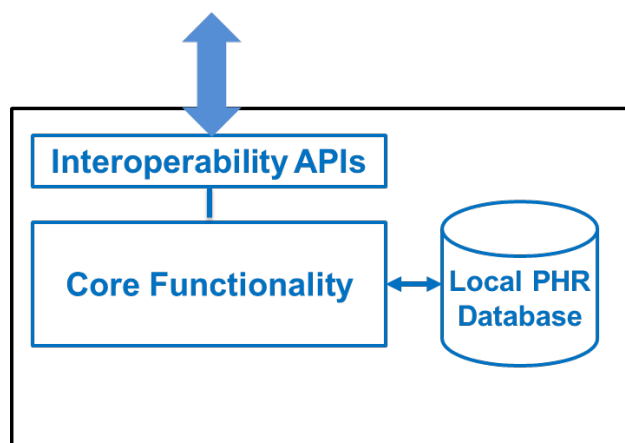 Interoperability APIs
Core Functionality
Local PHR
Database